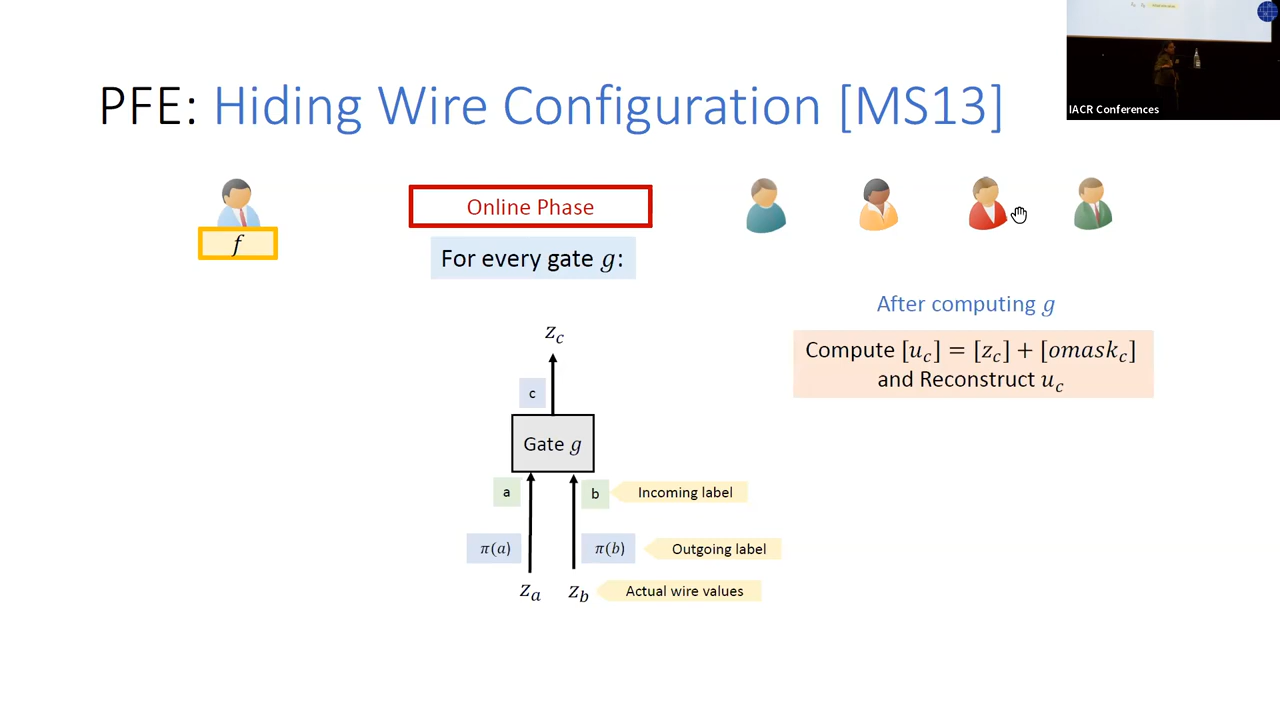 PFE: Hiding Wire Configuration [MS13]
IACR Conferences
f
Online Phase
For every gate g:
After computing g
Compute [u_c] = [z_c] + [omask_c]
and Reconstruct u_c
z_c
c
Gate g
a
b
Incoming label
π(a)
π(b)
Outgoing label
z_a
z_b
Actual wire values